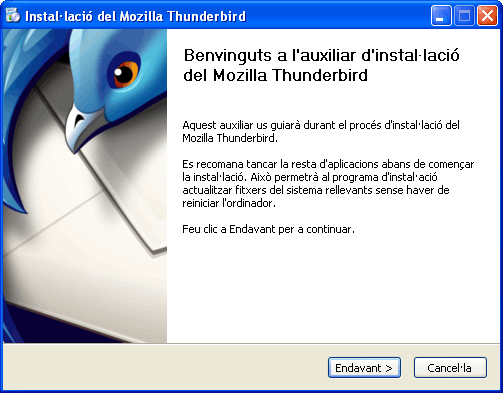 Instal·lació del Mozilla Thunderbird
Benvinguts a l'auxiliar d'instal·lació
del Mozilla Thunderbird
Aquest auxiliar us guiarà durant el procés d'instal·lació del
Mozilla Thunderbird.
Es recomana tancar la resta d'aplicacions abans de començar
la instal·lació. Això permetrà al programa d'instal·ació
actualitzar fitxers del sistema rellevants sense haver de
reiniciar l'ordinador.
Feu clic a Endavant per a continuar.
Endavant >
Cancel·la